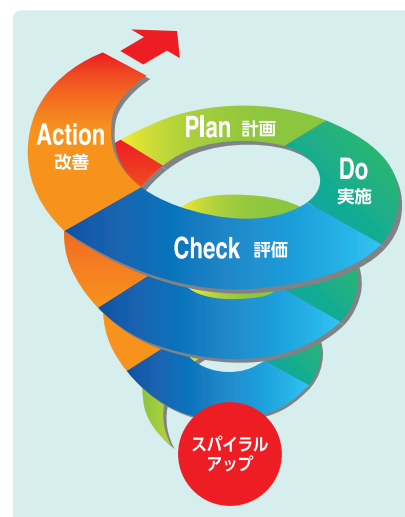 Plan 計画
Action
改善
Do
実施
Check 評価
スパイラル
アップ